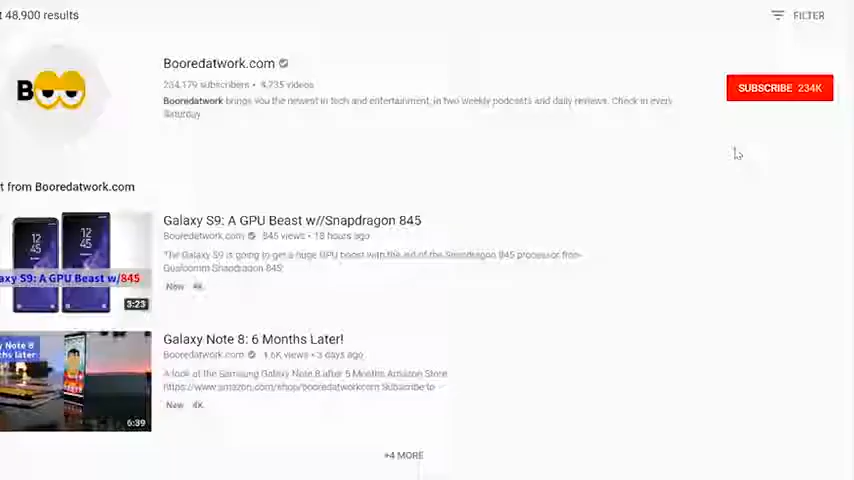 48,900 results
FILTER
BOO
Booredatwork.com
234,179 subscribers • 4,735 videos
SUBSCRIBE 234K
Booredatwork brings you the newest in tech and entertainment, in two weekly podcasts and daily reviews. Check in every
Saturday
from Booredatwork.com
Galaxy S9: A GPU Beast w//Snapdragon 845
Booredatwork.com 845 views • 18 hours ago
"The Galaxy S9 is going to get a huge GPU boost with the aid of the Snapdragon 845 processor from
Qualcomm Snapdragon 845
New 4K
axy S9: A GPU Beast w/845
3:23
Galaxy Note 8: 6 Months Later!
Booredatwork.com 1.6K views • 3 days ago
A look of the Samsung Galaxy Note 8 after 5 Months Amazon Store
https://www.amazon.com/shop/booredatworkcom Subscribe to
New 4K
y Note 8
ths later
6:39
+4 MORE